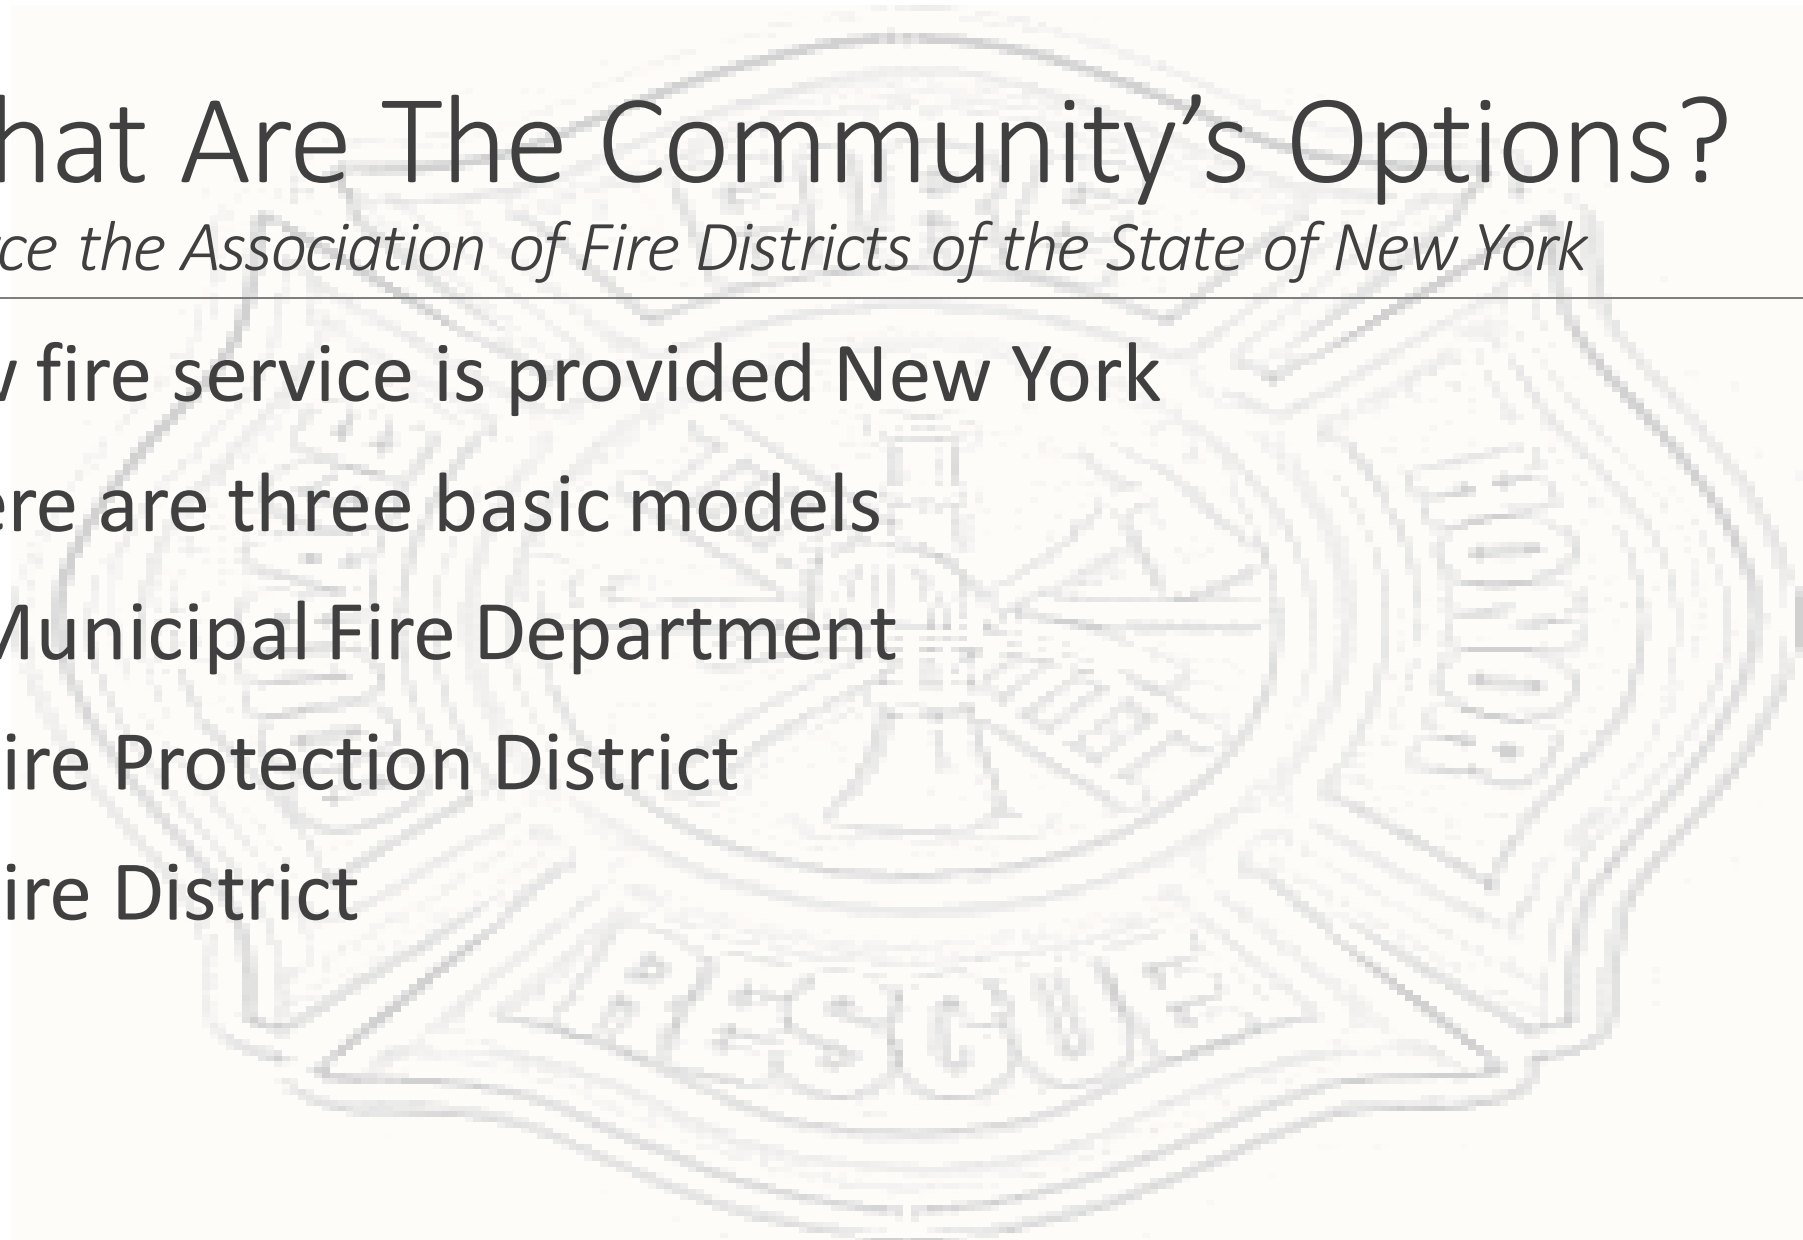 hat Are The Community’s Options?
ce the Association of Fire Districts of the State of New York
fire service is provided New York
ere are three basic models
Municipal Fire Department
ire Protection District
ire District
RESCUE